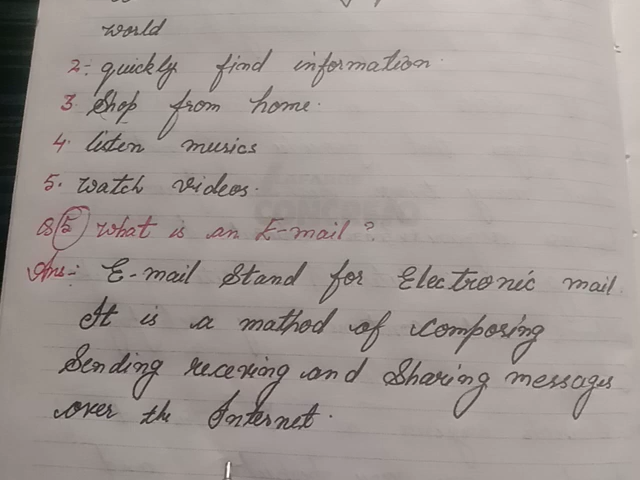 world
2:- quickly find information.
3. Shop from home.
4. listen musics
5. watch videos.
Q5 What is an E-mail?
Ans:- E-mail Stand for Electronic mail.
It is a mathod of composing
Sending receving and Sharing messages
over the Internet.